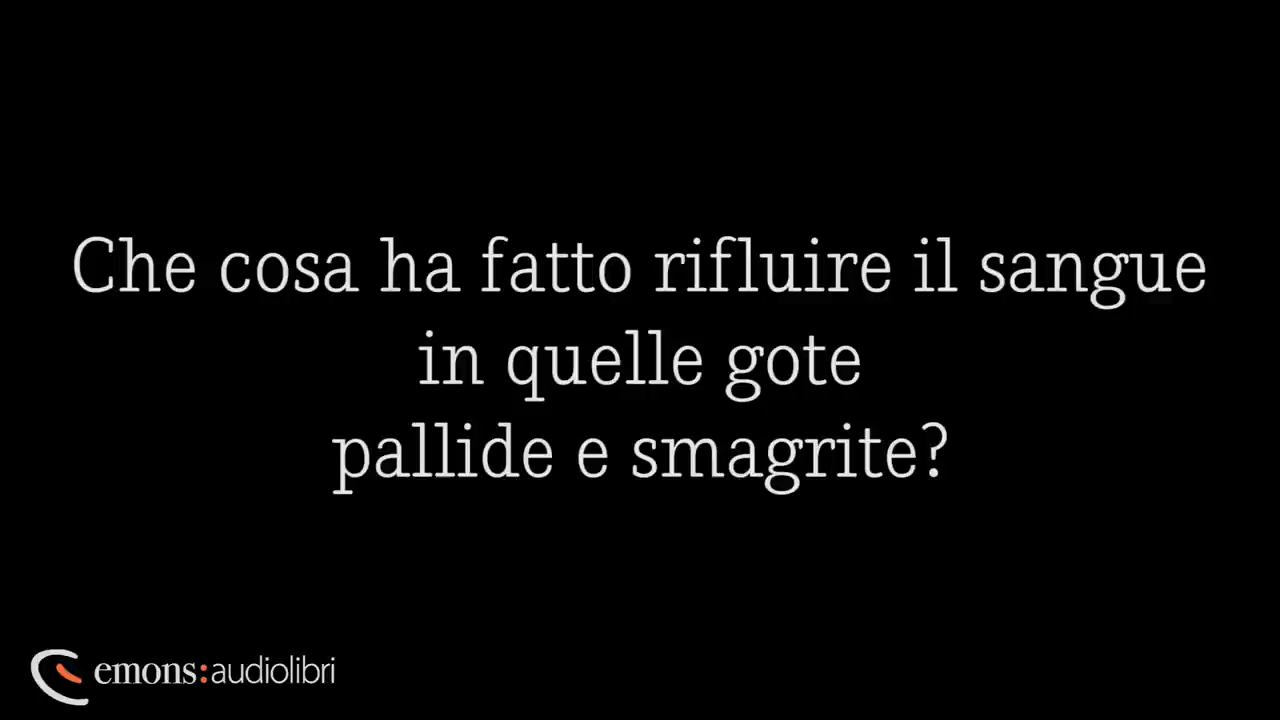 Che cosa ha fatto rifluire il sangue
in quelle gote
pallide e smagrite?
emons:audiolibri